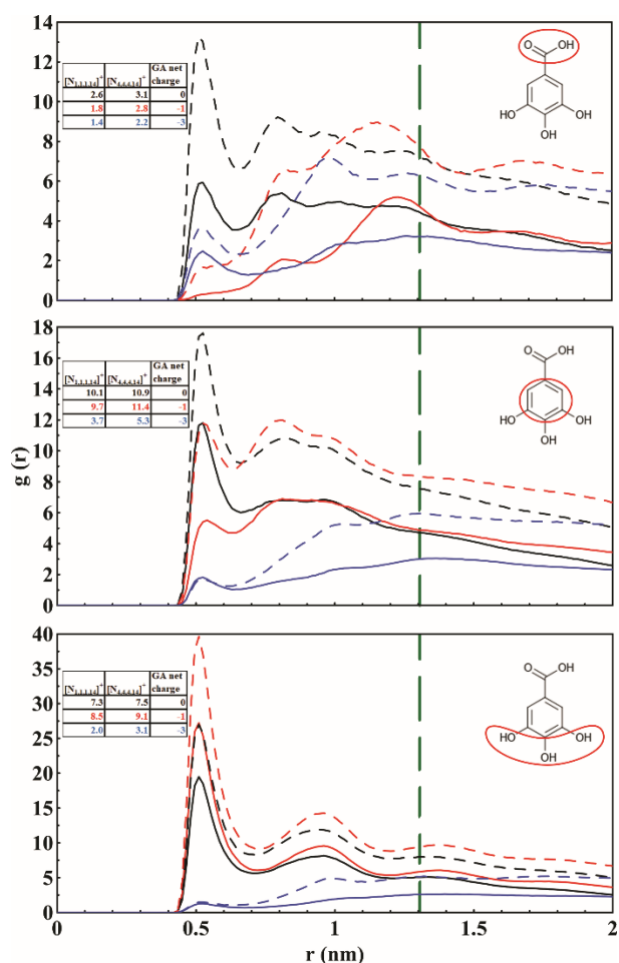 14
12
10
8
6
4
2
0
[N1,1,1,14]+ [N4,4,4,14]+ GA net charge
2.6 3.1 0
1.8 2.8 -1
1.4 2.2 -3
O OH
HO OH
OH
18
16
14
12
10
8
6
4
2
0
[N1,1,1,14]+ [N4,4,4,14]+ GA net charge
10.1 10.9 0
9.7 11.4 -1
3.7 5.3 -3
O OH
HO OH
OH
g (r)
40
35
30
25
20
15
10
5
0
[N1,1,1,14]+ [N4,4,4,14]+ GA net charge
7.3 7.5 0
8.5 9.1 -1
2.0 3.1 -3
O OH
HO OH
OH
0 0.5 1 1.5 2
r (nm)